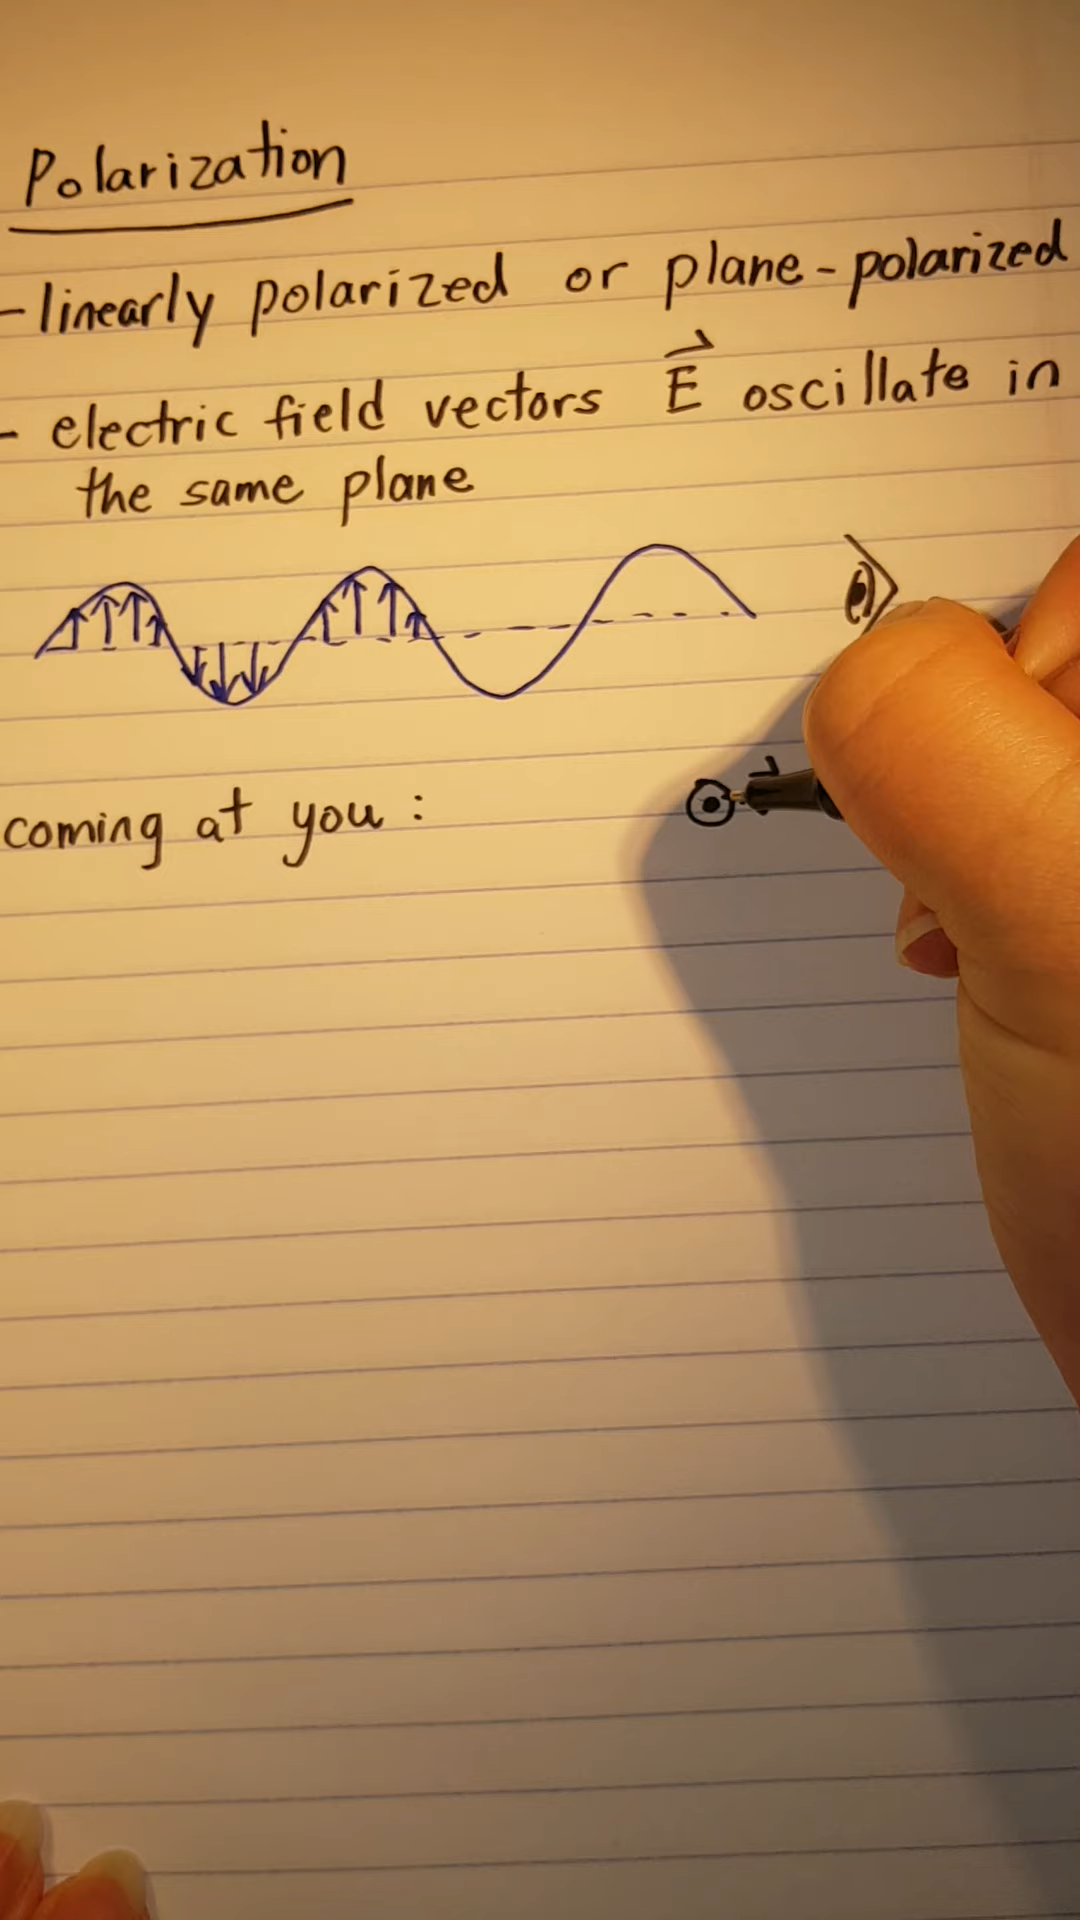 Polarization
- linearly polarized or plane-polarized
- electric field vectors E⃗ oscillate in
the same plane
coming at you :